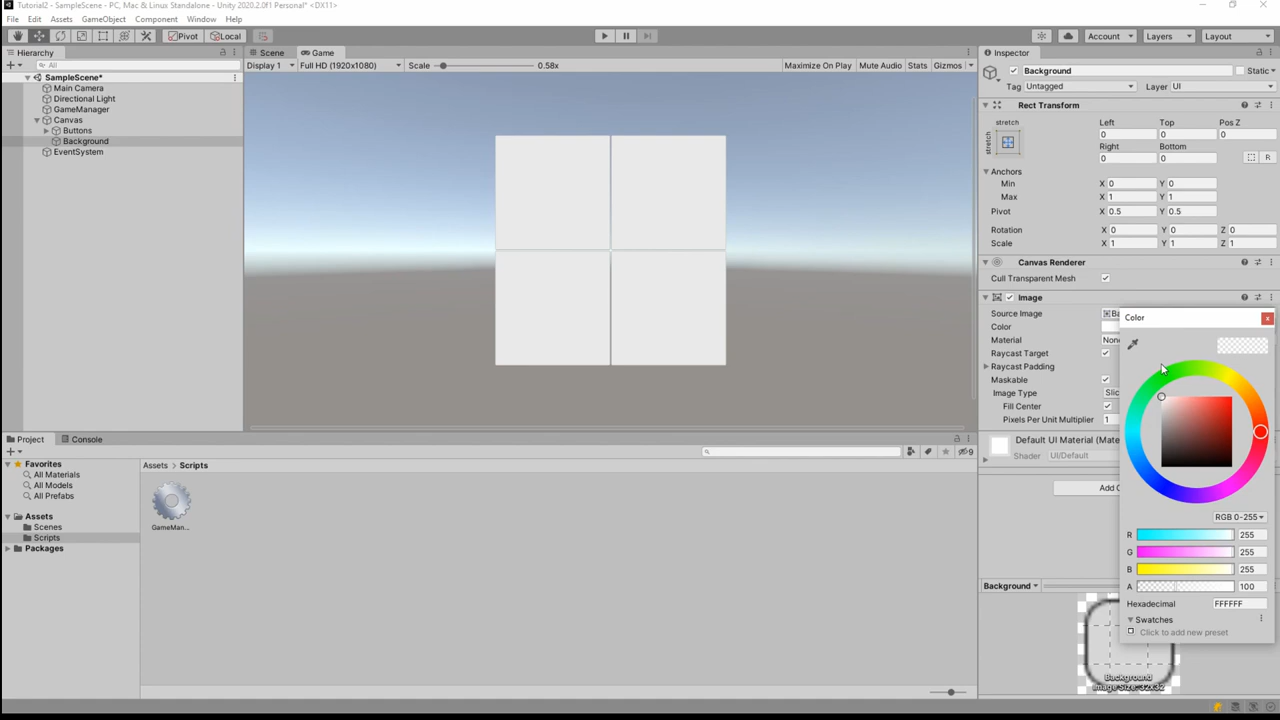 Tutorial2 - SampleScene - PC, Mac & Linux Standalone - Unity 2020.2.0f1 Personal* <DX11>
File Edit Assets GameObject Component Window Help
Pivot Local Account Layers Layout
Hierarchy
All
SampleScene*
Main Camera
Directional Light
GameManager
Canvas
Buttons
Background
EventSystem
Scene Game
Display 1 Full HD (1920x1080) Scale 0.58x Maximize On Play Mute Audio Stats Gizmos
Inspector
Background Static
Tag Untagged Layer UI
Rect Transform
stretch
stretch
Left Top Pos Z
0 0 0
Right Bottom
0 0 R
Anchors
Min X 0 Y 0
Max X 1 Y 1
Pivot X 0.5 Y 0.5
Rotation X 0 Y 0 Z 0
Scale X 1 Y 1 Z 1
Canvas Renderer
Cull Transparent Mesh
Image
Source Image
Color
Material
Raycast Target
Raycast Padding
Maskable
Image Type
Fill Center
Pixels Per Unit Multiplier 1
Default UI Material
Shader UI/Default
Color
RGB 0-255
R 255
G 255
B 255
A 100
Hexadecimal FFFFFF
Swatches
Click to add new preset
Background
Background
Image Size: 32x32
Project Console
Favorites
All Materials
All Models
All Prefabs
Assets
Scenes
Scripts
Packages
Assets Scripts
GameMan...
9